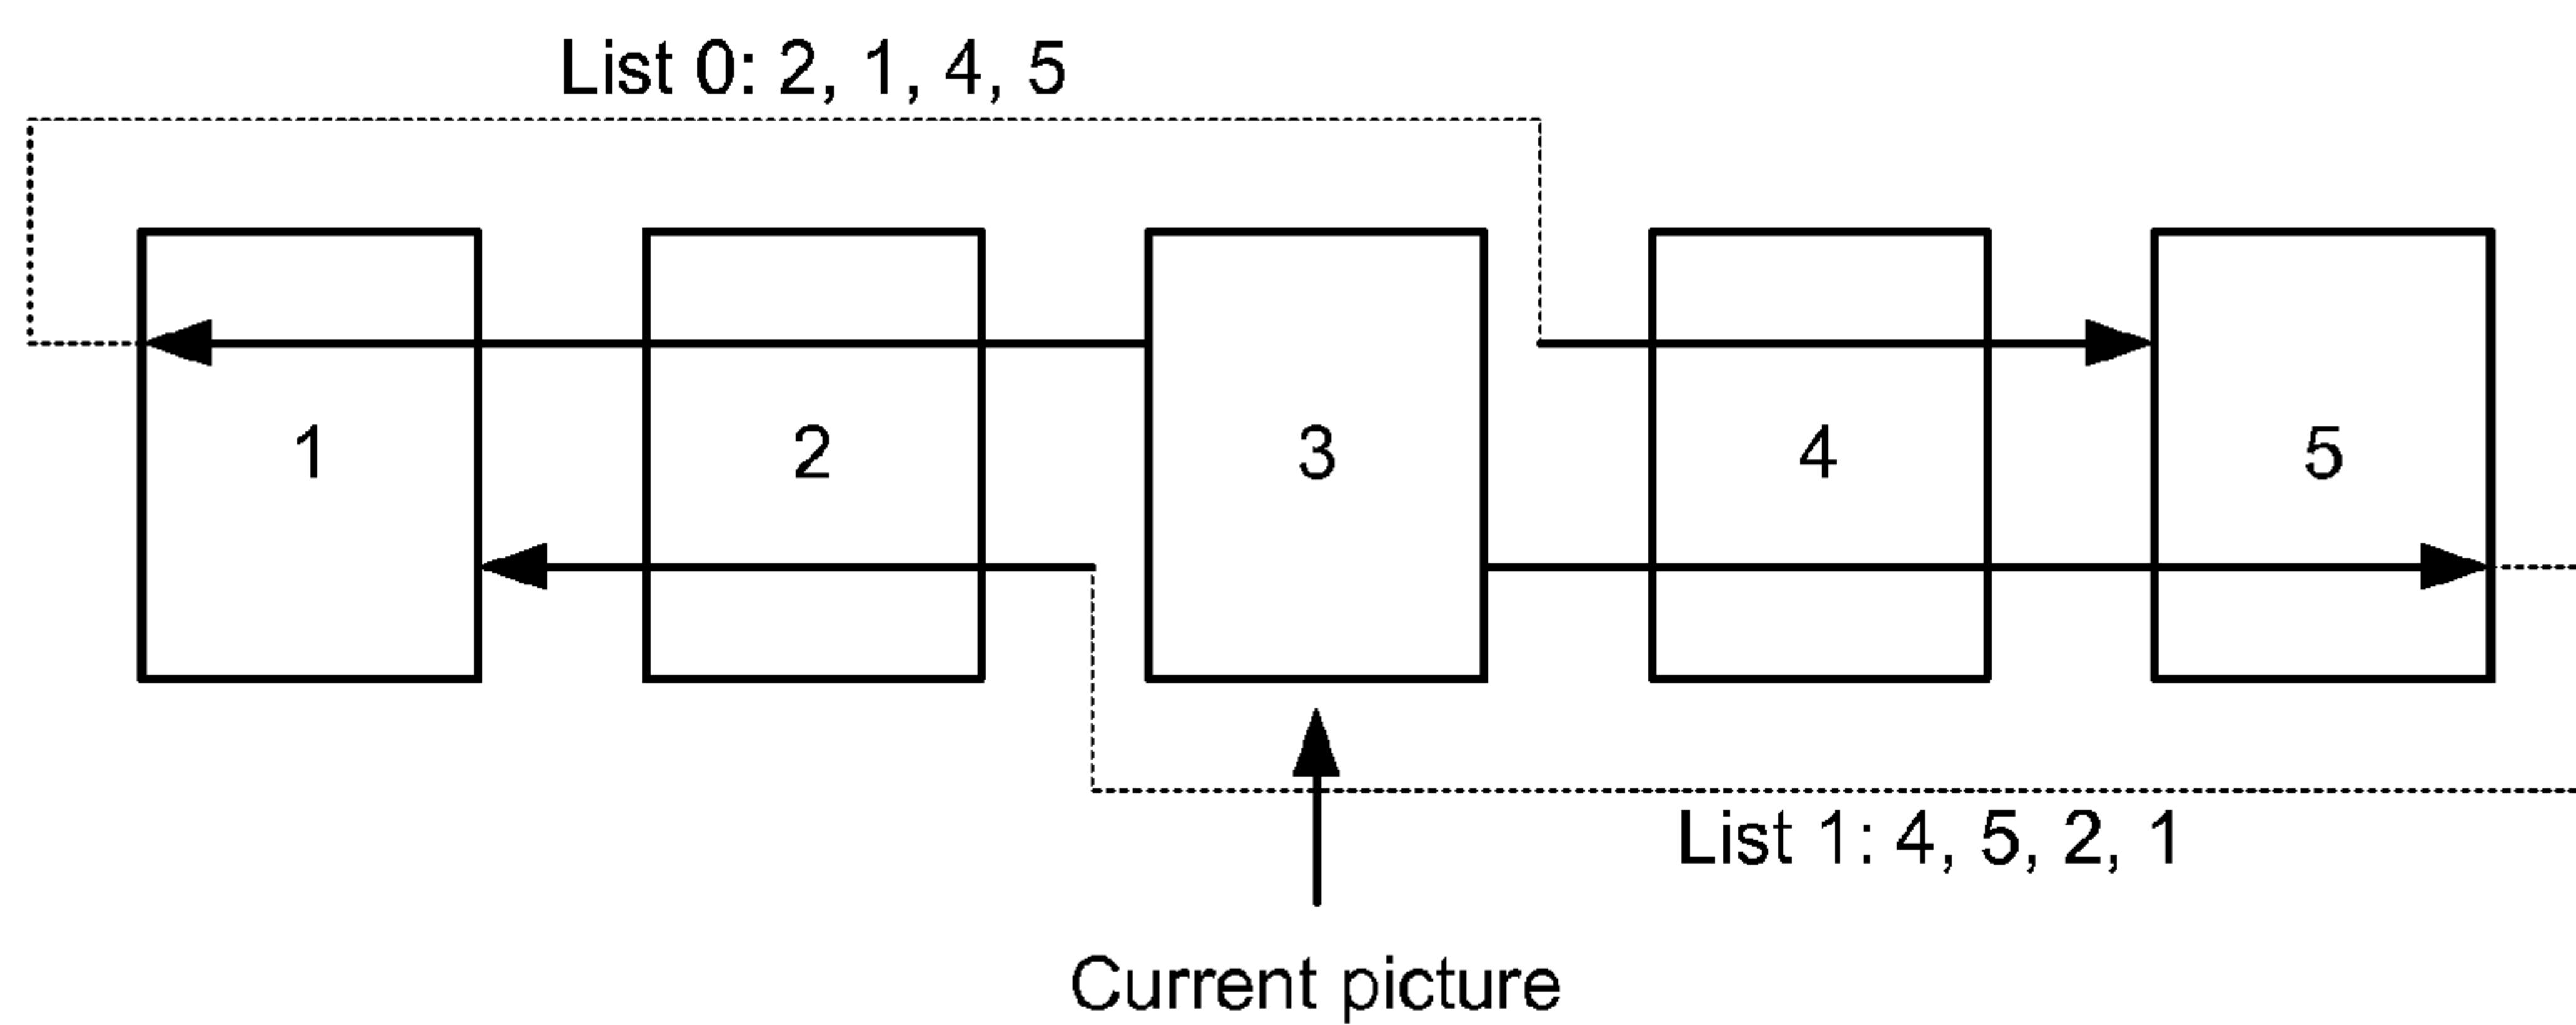 List 0: 2, 1, 4, 5
1
2
3
4
5
List 1: 4, 5, 2, 1
Current picture